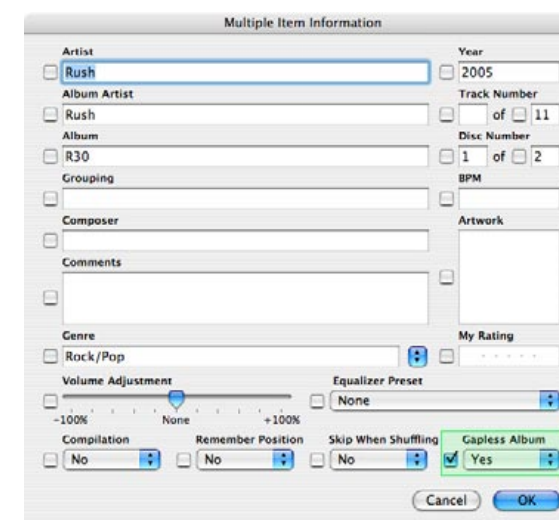 Multiple Item Information
Artist Year
Rush 2005
Album Artist Track Number
Rush of 11
Album Disc Number
R30 1 of 2
Grouping BPM
Composer Artwork
Comments
Genre My Rating
Rock/Pop
Volume Adjustment Equalizer Preset
None
-100% None +100%
Compilation Remember Position Skip When Shuffling Gapless Album
No No No Yes
Cancel OK